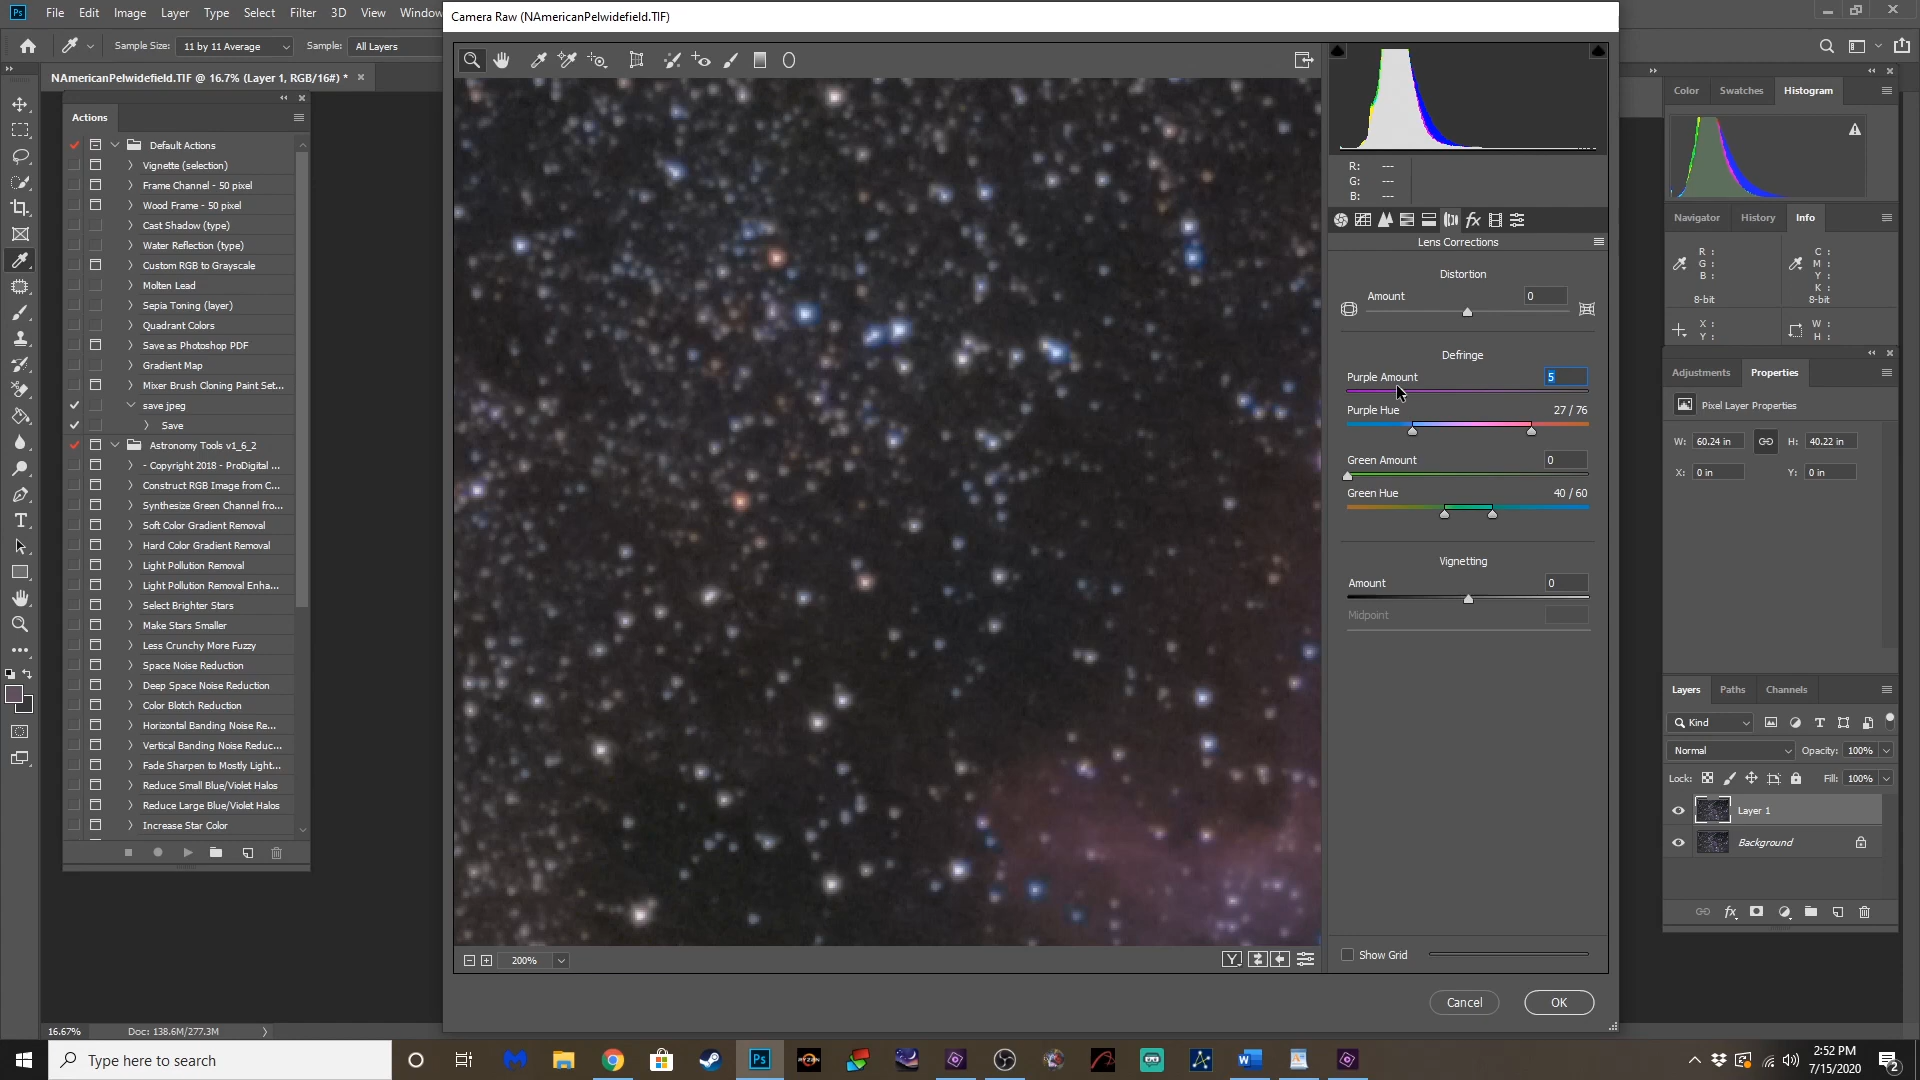 Ps File Edit Image Layer Type Select Filter 3D View Window
Camera Raw (NAmericanPelwidefield.TIF)
Sample Size: 11 by 11 Average Sample: All Layers
NAmericanPelwidefield.TIF @ 16.7% (Layer 1, RGB/16#) *
Actions
Default Actions
Vignette (selection)
Frame Channel - 50 pixel
Wood Frame - 50 pixel
Cast Shadow (type)
Water Reflection (type)
Custom RGB to Grayscale
Molten Lead
Sepia Toning (layer)
Quadrant Colors
Save as Photoshop PDF
Gradient Map
Mixer Brush Cloning Paint Set...
save jpeg
Save
Astronomy Tools v1_6_2
- Copyright 2018 - ProDigital ...
Construct RGB Image from C...
Synthesize Green Channel fro...
Soft Color Gradient Removal
Hard Color Gradient Removal
Light Pollution Removal
Light Pollution Removal Enha...
Select Brighter Stars
Make Stars Smaller
Less Crunchy More Fuzzy
Space Noise Reduction
Deep Space Noise Reduction
Color Blotch Reduction
Horizontal Banding Noise Re...
Vertical Banding Noise Reduc...
Fade Sharpen to Mostly Light...
Reduce Small Blue/Violet Halos
Reduce Large Blue/Violet Halos
Increase Star Color
16.67% Doc: 138.6M/277.3M
200%
Y
R: ---
G: ---
B: ---
fx
Lens Corrections
Distortion
Amount 0
Defringe
Purple Amount 5
Purple Hue 27 / 76
Green Amount 0
Green Hue 40 / 60
Vignetting
Amount 0
Midpoint
Show Grid
Cancel OK
Color Swatches Histogram
Navigator History Info
R :
G :
B :
8-bit
C :
M :
Y :
K :
8-bit
X :
Y :
W :
H :
Adjustments Properties
Pixel Layer Properties
W: 60.24 in H: 40.22 in
X: 0 in Y: 0 in
Layers Paths Channels
Kind
Normal Opacity: 100%
Lock: Fill: 100%
Layer 1
Background
fx
Type here to search
Ps
RYZEN
W
2:52 PM
7/15/2020
2